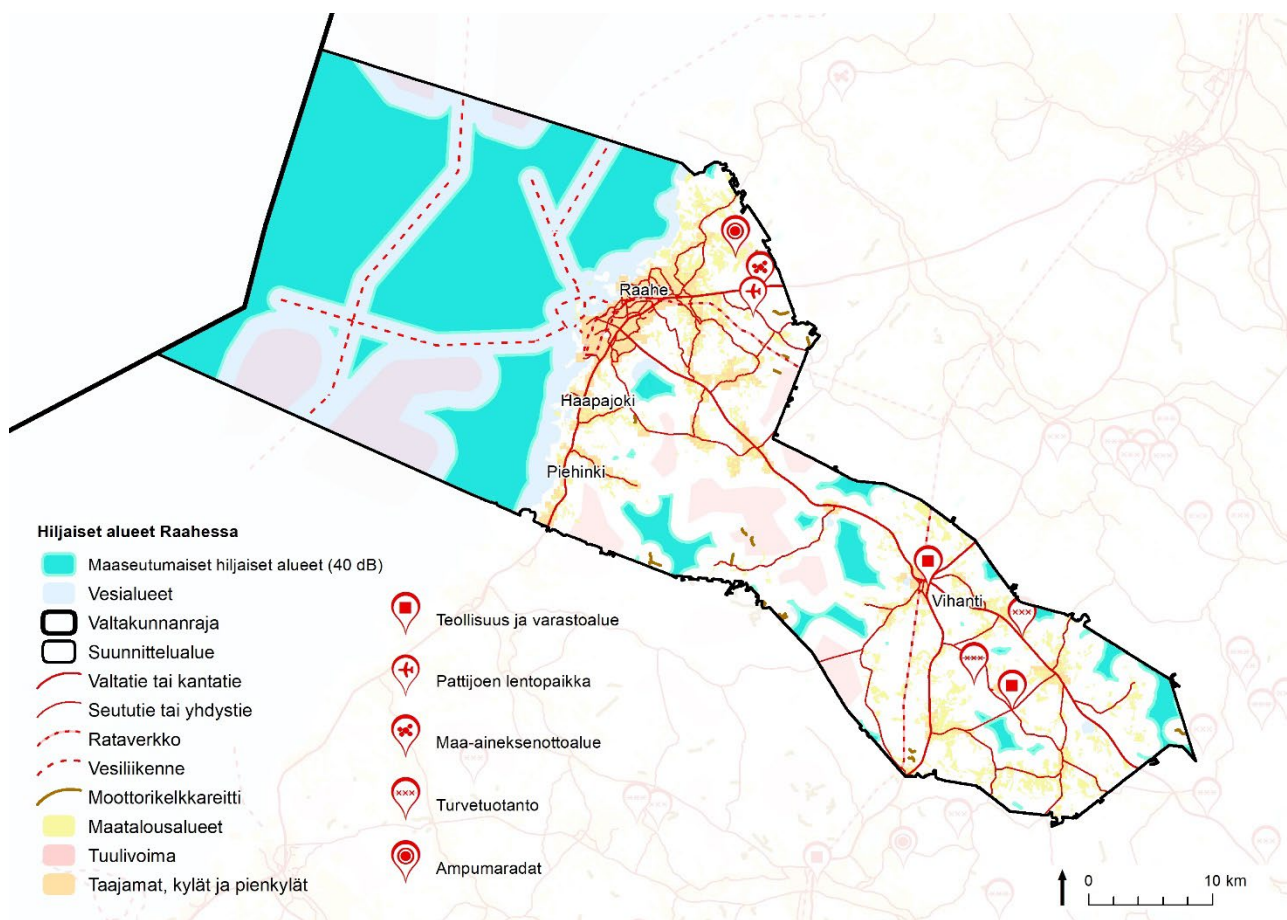 Raahe
Haapajoki
Piehinki
Vihanti
Hiljaiset alueet Raahessa
Maaseutumaiset hiljaiset alueet (40 dB)
Vesialueet
Valtakunnanraja
Suunnittelualue
Valtatie tai kantatie
Seututie tai yhdystie
Rataverkko
Vesiliikenne
Moottorikelkkareitti
Maatalousalueet
Tuulivoima
Taajamat, kylät ja pienkylät
Teollisuus ja varastoalue
Pattijoen lentopaikka
Maa-aineksenottoalue
Turvetuotanto
Ampumaradat
0 10 km